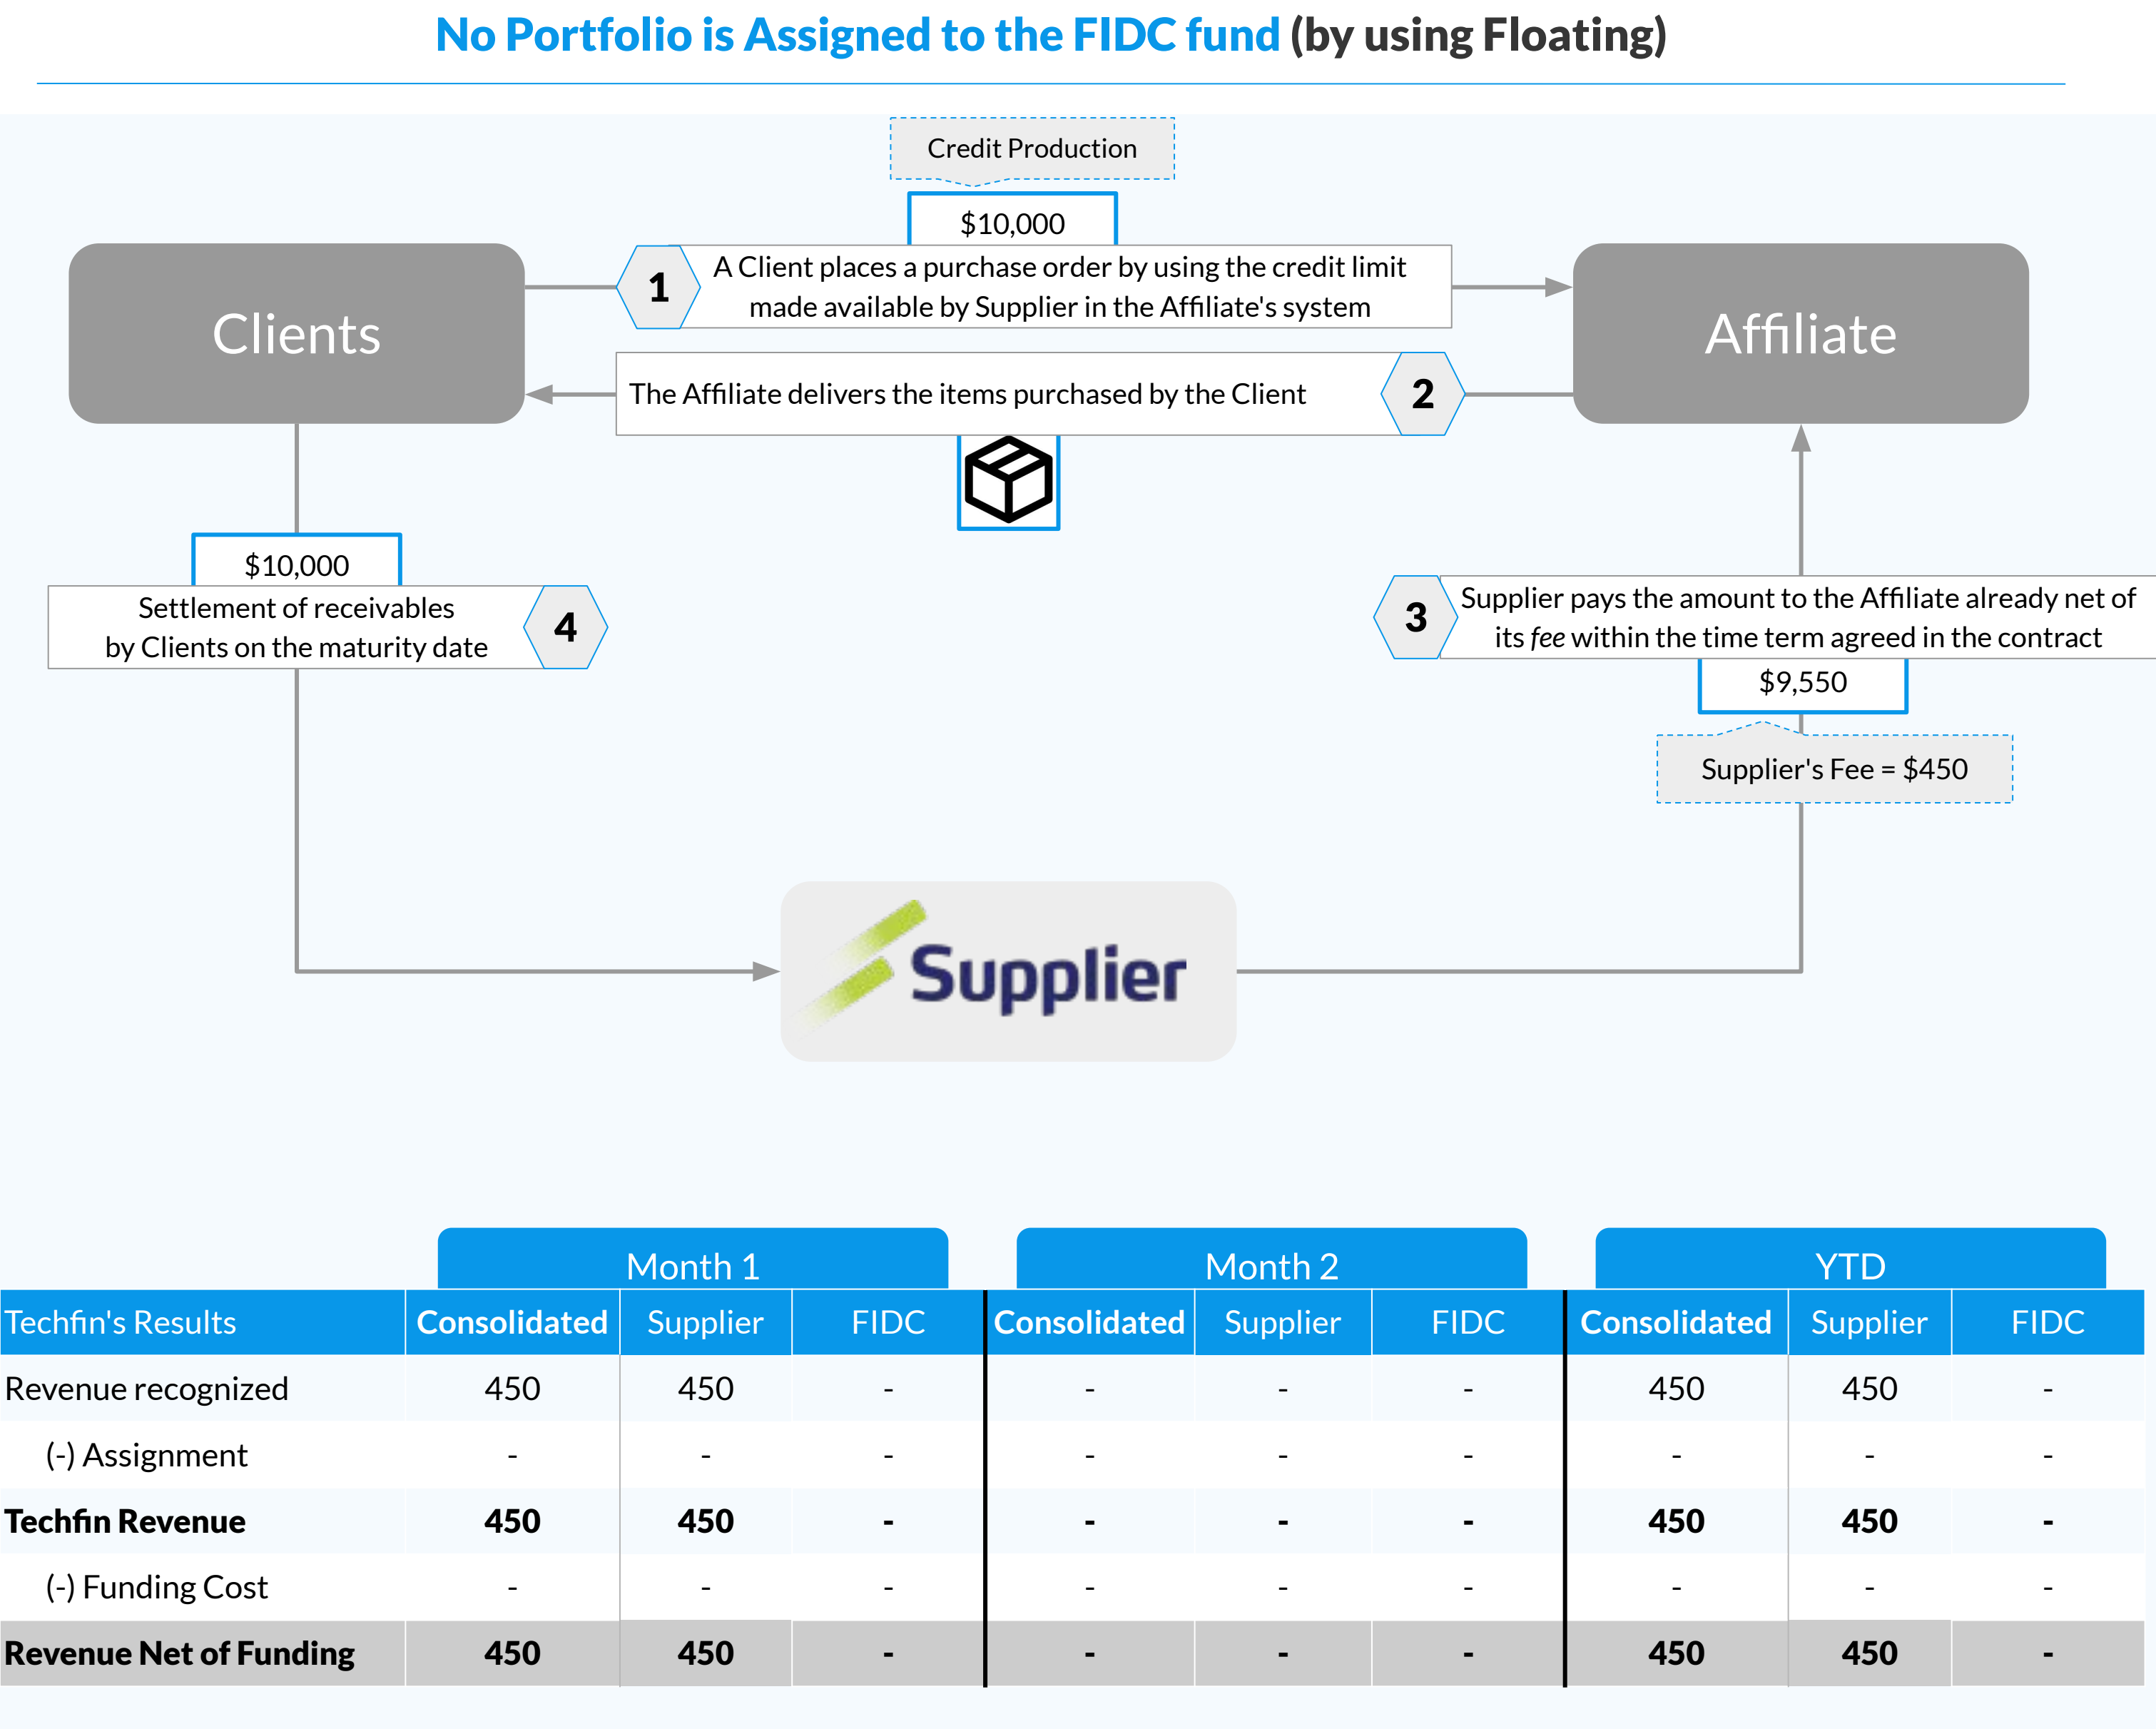 No Portfolio is Assigned to the FIDC fund (by using Floating)
Credit Production
$10,000
1
A Client places a purchase order by using the credit limit
made available by Supplier in the Affiliate's system
Clients
Affiliate
The Affiliate delivers the items purchased by the Client
2
$10,000
Settlement of receivables
by Clients on the maturity date
4
3
Supplier pays the amount to the Affiliate already net of
its fee within the time term agreed in the contract
$9,550
Supplier's Fee = $450
Supplier
Month 1 Month 2 YTD
Techfin's Results Consolidated Supplier FIDC Consolidated Supplier FIDC Consolidated Supplier FIDC
Revenue recognized 450 450 - - - - 450 450 -
(-) Assignment - - - - - - - - -
Techfin Revenue 450 450 - - - - 450 450 -
(-) Funding Cost - - - - - - - - -
Revenue Net of Funding 450 450 - - - - 450 450 -